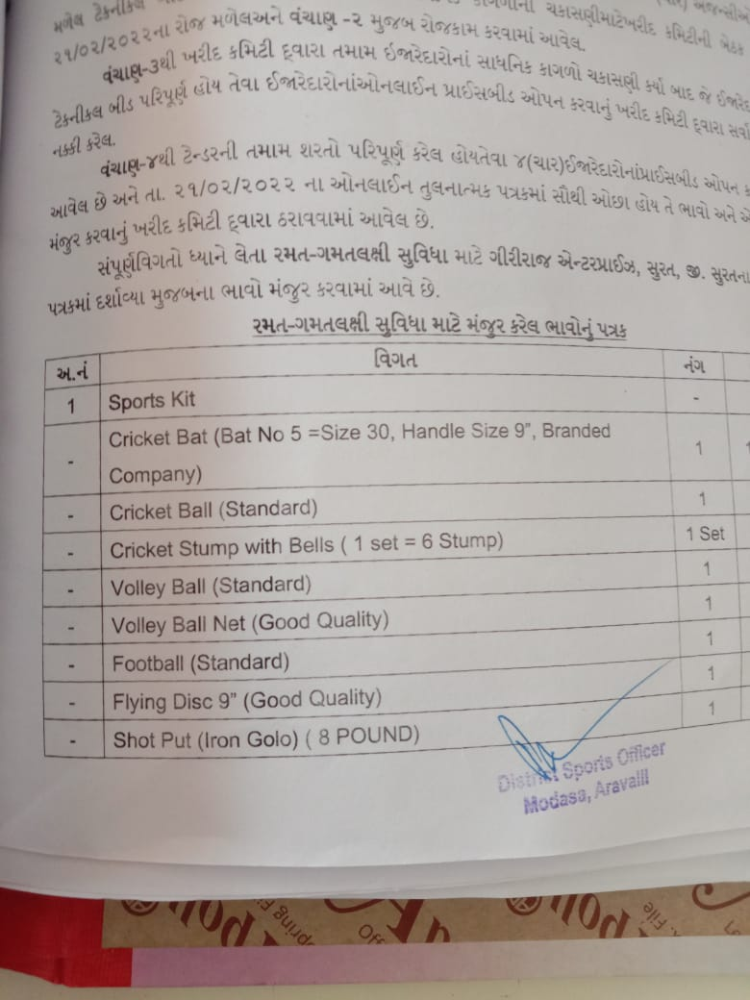 મળેલ ટેકનીકલ
કાગળોની ચકાસણીમાટેખરીદ કમિટીની બેઠક
૨૧/૦૨/૨૦૨૨ના રોજ મળેલઅને વંચાણ -૨ મુજબ રોજકામ કરવામાં આવેલ.
વંચાણ-૩થી ખરીદ કમિટી દ્વારા તમામ ઇજારેદારોનાં સાધનિક કાગળો ચકાસણી કર્યા બાદ જે ઈજારેદ
ટેકનીકલ બીડ પરિપૂર્ણ હોય તેવા ઈજારેદારોનાંઓનલાઈન પ્રાઈસબીડ ઓપન કરવાનું ખરીદ કમિટી દ્વારા સર્વા
નક્કી કરેલ.
વંચાણ-૪થી ટેન્ડરની તમામ શરતો પરિપૂર્ણ કરેલ હોયતેવા ૪(ચાર)ઈજારેદારોનાંપ્રાઈસબીડ ઓપન ક
આવેલ છે અને તા. ૨૧/૦૨/૨૦૨૨ ના ઓનલાઈન તુલનાત્મક પત્રકમાં સૌથી ઓછા હોય તે ભાવો અને એ
મંજુર કરવાનું ખરીદ કમિટી દ્વારા ઠરાવવામાં આવેલ છે.
સંપૂર્ણવિગતો ધ્યાને લેતા રમત-ગમતલક્ષી સુવિધા માટે ગીરીરાજ એન્ટરપ્રાઈઝ, સુરત, જી. સુરતના
પત્રકમાં દર્શાવ્યા મુજબના ભાવો મંજુર કરવામાં આવે છે.
રમત-ગમતલક્ષી સુવિધા માટે મંજુર કરેલ ભાવોનું પત્રક
અ.નં વિગત નંગ
1 Sports Kit -
- Cricket Bat (Bat No 5 =Size 30, Handle Size 9", Branded
Company) 1
- Cricket Ball (Standard) 1
- Cricket Stump with Bells ( 1 set = 6 Stump) 1 Set
- Volley Ball (Standard) 1
- Volley Ball Net (Good Quality) 1
- Football (Standard) 1
- Flying Disc 9" (Good Quality) 1
- Shot Put (Iron Golo) ( 8 POUND) 1
District Sports Officer
Modasa, Aravalli